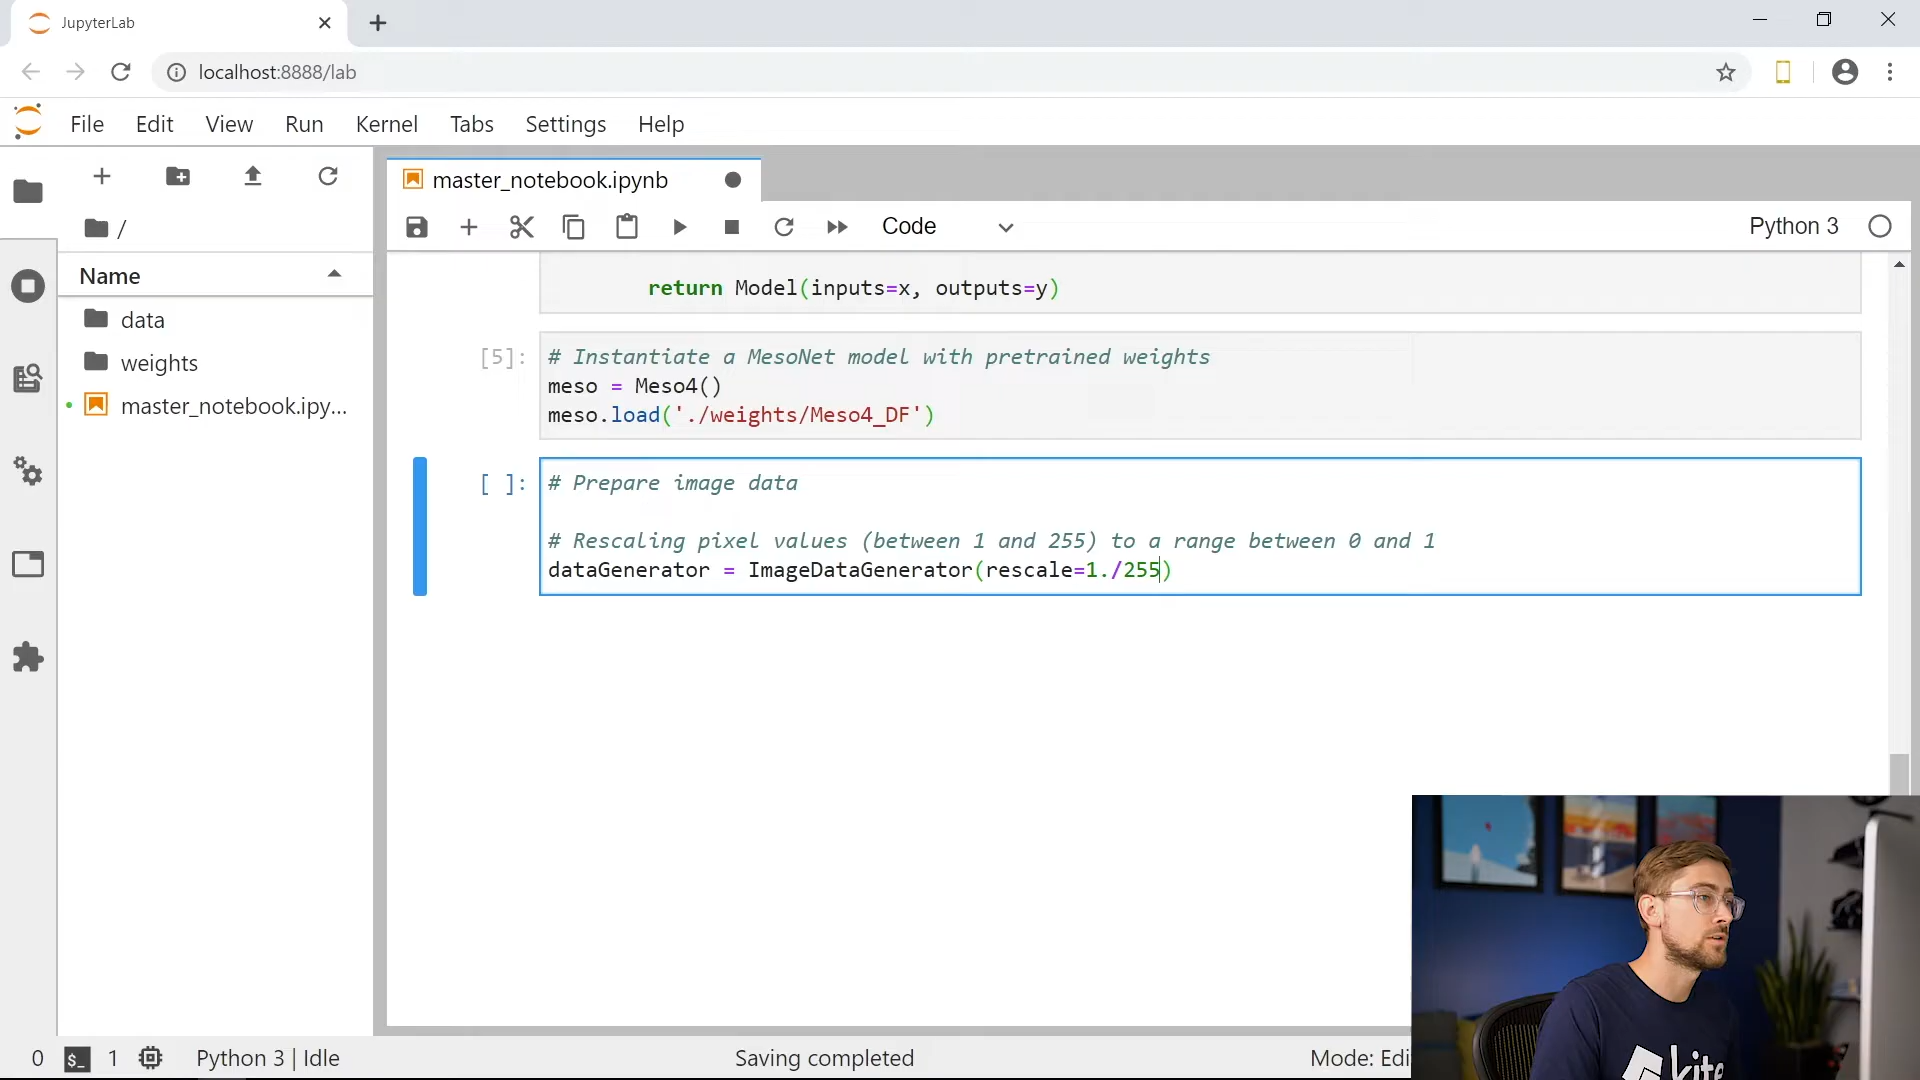 JupyterLab
localhost:8888/lab
File Edit View Run Kernel Tabs Settings Help
master_notebook.ipynb
Code
Python 3
/
Name
data
weights
master_notebook.ipy...
return Model(inputs=x, outputs=y)
[5]:
# Instantiate a MesoNet model with pretrained weights
meso = Meso4()
meso.load('./weights/Meso4_DF')
[ ]:
# Prepare image data
# Rescaling pixel values (between 1 and 255) to a range between 0 and 1
dataGenerator = ImageDataGenerator(rescale=1./255)
0 $_ 1 Python 3 | Idle
Saving completed
Mode: Edi
kite